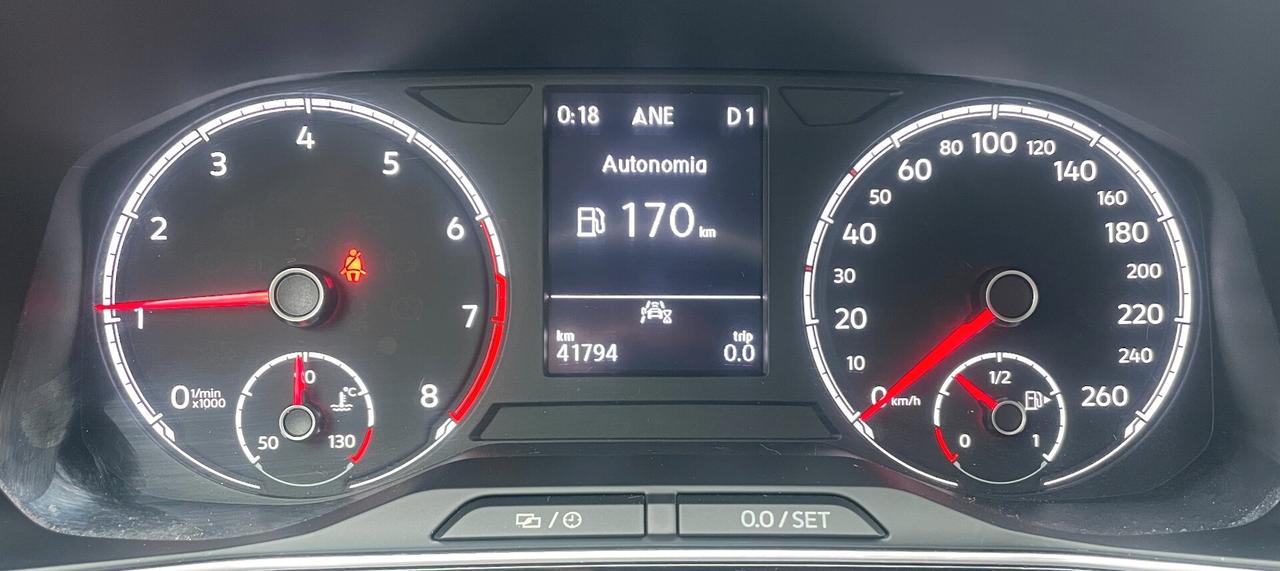 0 1 2 3 4 5 6 7 8
1/min
x1000
50 130
°C
0:18 ANE D1
Autonomia
170 km
km trip
41794 0.0
0 10 20 30 40 50 60 80 100 120 140 160 180 200 220 240 260
km/h
0 1/2 1
0.0 / SET